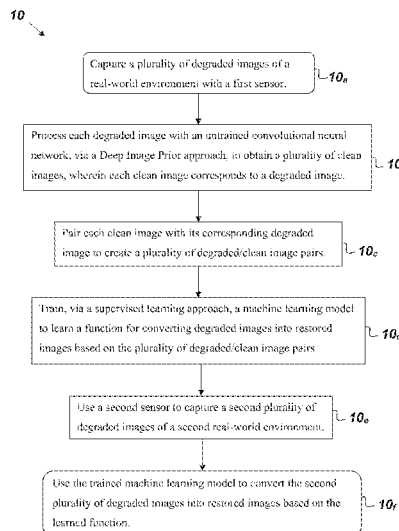 10
Capture a plurality of degraded images of a
real-world environment with a first sensor.
10a
Process each degraded image with an untrained convolutional neural
network, via a Deep Image Prior approach, to obtain a plurality of clean
images, wherein each clean image corresponds to a degraded image.
10
Pair each clean image with its corresponding degraded
image to create a plurality of degraded/clean image pairs.
10c
Train, via a supervised learning approach, a machine learning model
to learn a function for converting degraded images into restored
images based on the plurality of degraded/clean image pairs
10
Use a second sensor to capture a second plurality of
degraded images of a second real-world environment.
10e
Use the trained machine learning model to convert the second
plurality of degraded images into restored images based on the
learned function.
10f